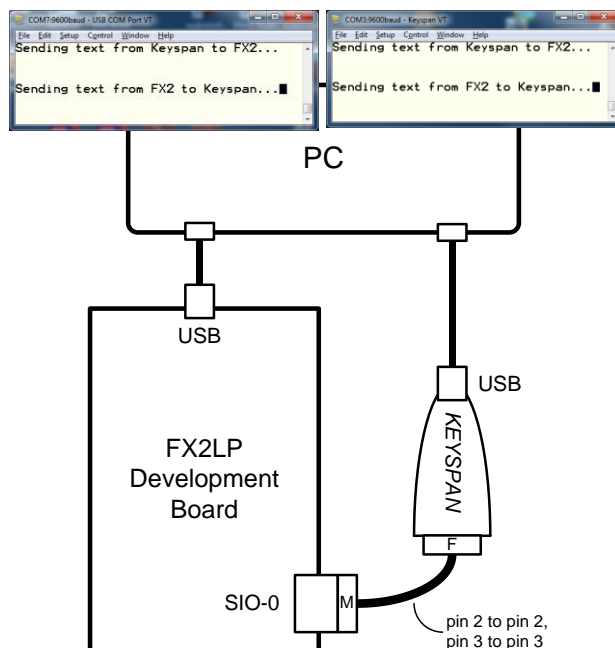 COM7:9600baud - USB COM Port VT
File Edit Setup Control Window Help
Sending text from Keyspan to FX2...
Sending text from FX2 to Keyspan...
COM3:9600baud - Keyspan VT
File Edit Setup Control Window Help
Sending text from Keyspan to FX2...
Sending text from FX2 to Keyspan...
PC
USB
USB
KEYSPAN
FX2LP
Development
Board
F
SIO-0
M
pin 2 to pin 2,
pin 3 to pin 3